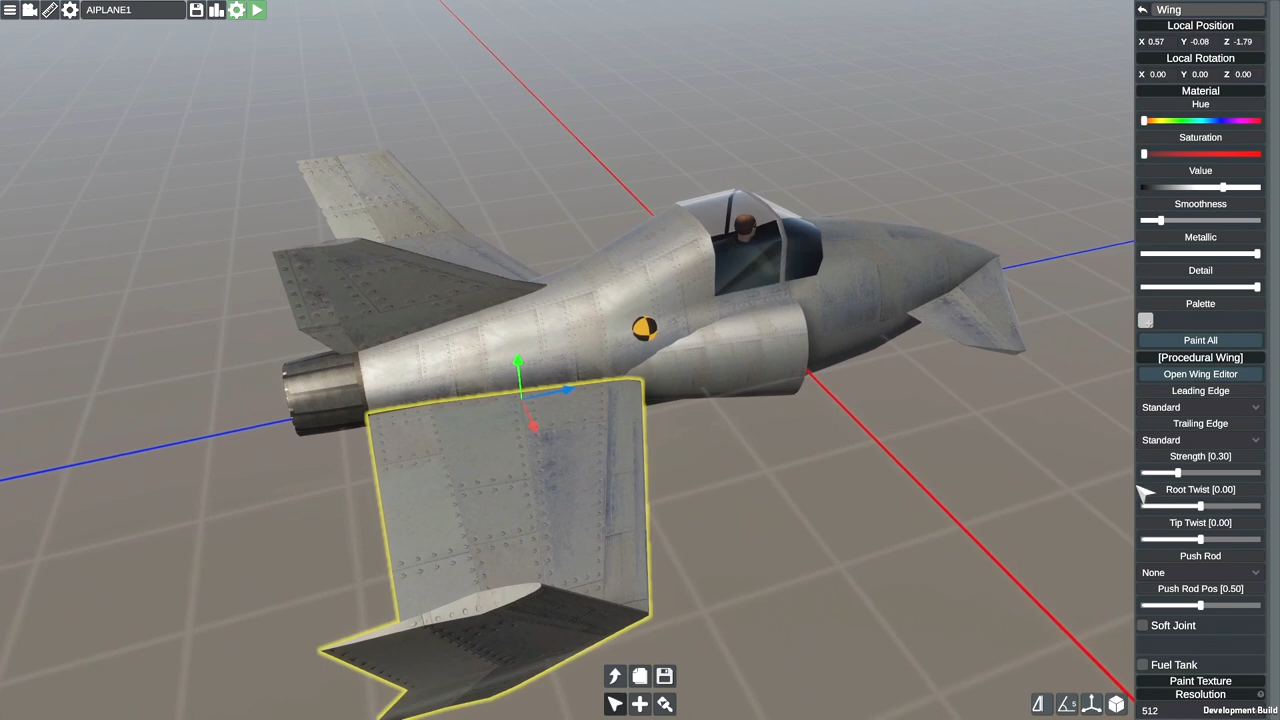 AIPLANE1
Wing
Local Position
X 0.57 Y -0.08 Z -1.79
Local Rotation
X 0.00 Y 0.00 Z 0.00
Material
Hue
Saturation
Value
Smoothness
Metallic
Detail
Palette
Paint All
[Procedural Wing]
Open Wing Editor
Leading Edge
Standard
Trailing Edge
Standard
Strength [0.30]
Root Twist [0.00]
Tip Twist [0.00]
Push Rod
None
Push Rod Pos [0.50]
Soft Joint
Fuel Tank
Paint Texture
Resolution
512
Development Build